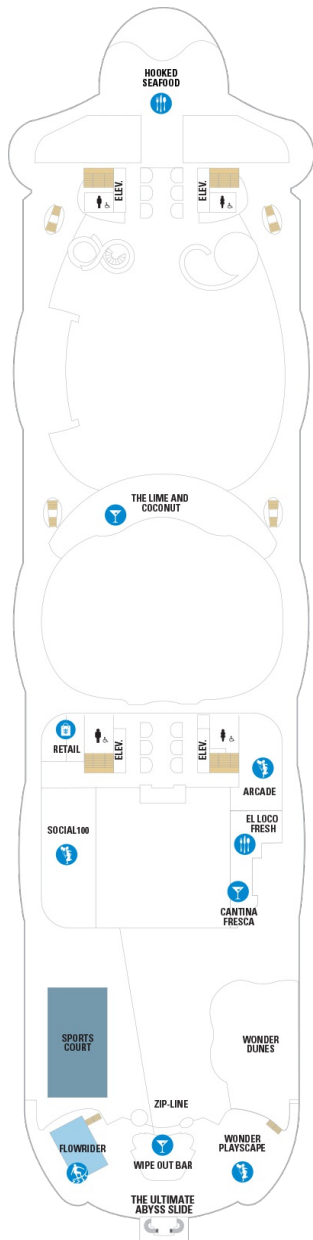 HOOKED
SEAFOOD
ELEV.
ELEV.
THE LIME AND
COCONUT
RETAIL
ELEV.
ELEV.
ARCADE
SOCIAL100
EL LOCO
FRESH
CANTINA
FRESCA
SPORTS
COURT
WONDER
DUNES
ZIP-LINE
FLOWRIDER
WIPE OUT BAR
WONDER
PLAYSCAPE
THE ULTIMATE
ABYSS SLIDE